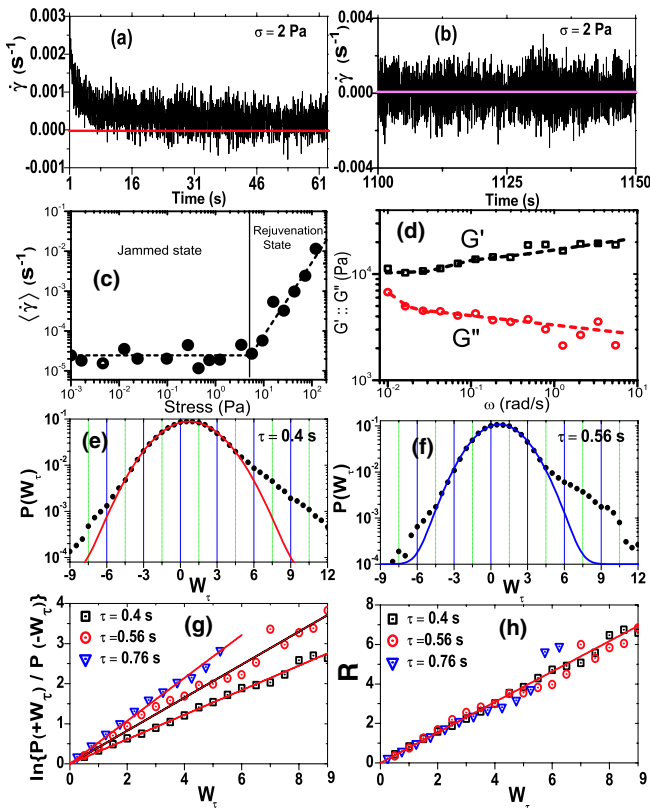 (a)
σ = 2 Pa
γ̇ (s⁻¹)
0.003
0.002
0.001
0.000
-0.001
1 16 31 46 61
Time (s)
(b)
σ = 2 Pa
γ̇ (s⁻¹)
0.004
0.000
-0.004
1100 1125 1150
Time (s)
(c)
Jammed state
Rejuvenation
State
⟨γ̇⟩ (s⁻¹)
10⁻¹
10⁻²
10⁻³
10⁻⁴
10⁻⁵
10⁻³ 10⁻² 10⁻¹ 10⁰ 10¹ 10²
Stress (Pa)
(d)
G'
G"
G' :: G" (Pa)
10⁴
10³
10⁻² 10⁻¹ 10⁰ 10¹
ω (rad/s)
(e)
τ = 0.4 s
P(W_τ)
10⁻¹
10⁻²
10⁻³
10⁻⁴
-9 -6 -3 0 3 6 9 12
W_τ
(f)
τ = 0.56 s
P(W_)
10⁻¹
10⁻²
10⁻³
10⁻⁴
-9 -6 -3 0 3 6 9 12
W_τ
(g)
τ = 0.4 s
τ =0.56 s
τ = 0.76 s
ln{P(+W_τ) / P (-W_τ)}
4
3
2
1
0
0 2 4 6 8 9
W_τ
(h)
τ = 0.4 s
τ =0.56 s
τ = 0.76 s
R
8
6
4
2
0
0 2 4 6 8 9
W_τ